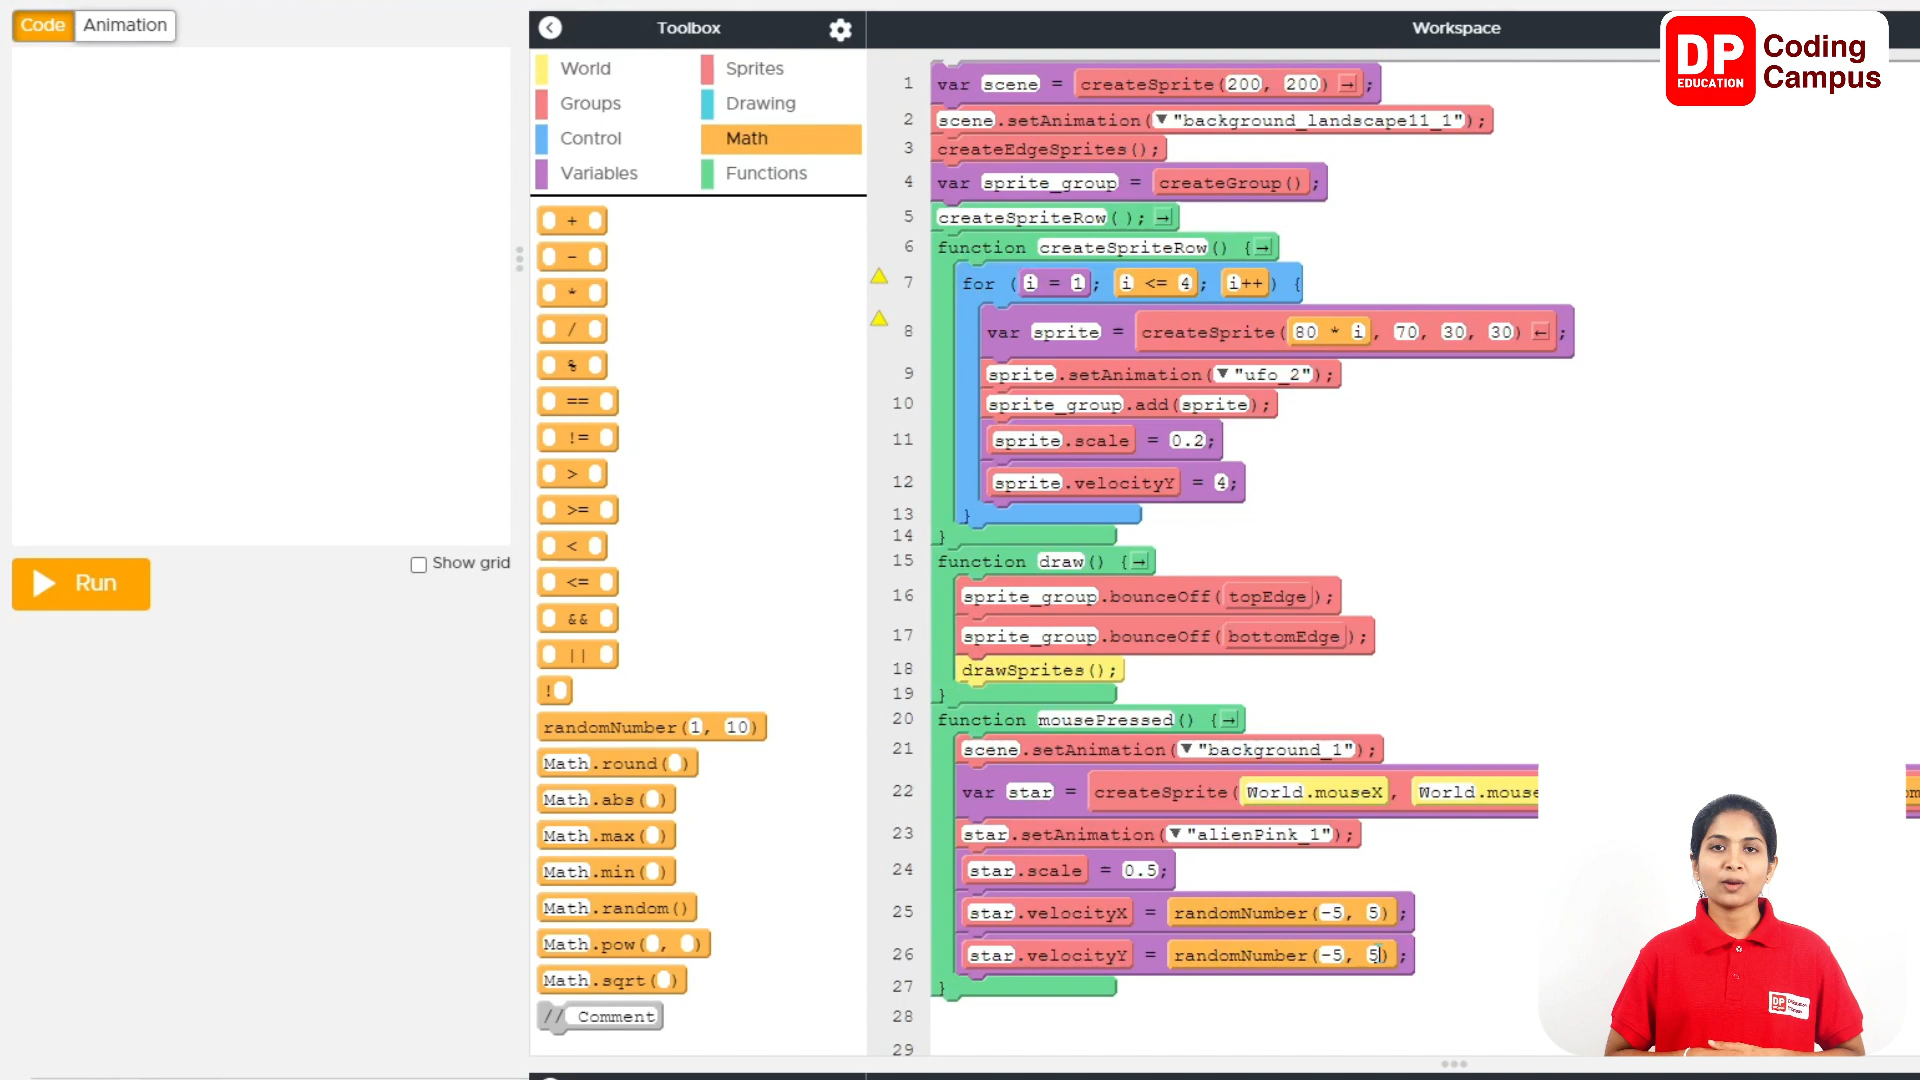 Code Animation
Toolbox
Workspace
DP EDUCATION Coding Campus
World Sprites
Groups Drawing
Control Math
Variables Functions
+
-
*
/
%
==
!=
>
>=
<
<=
&&
||
!
randomNumber(1, 10)
Math.round( )
Math.abs( )
Math.max( )
Math.min( )
Math.random()
Math.pow( , )
Math.sqrt( )
// Comment
Show grid
Run
1 var scene = createSprite(200, 200) → ;
2 scene.setAnimation(▼"background_landscape11_1");
3 createEdgeSprites();
4 var sprite_group = createGroup();
5 createSpriteRow(); →
6 function createSpriteRow() { →
7 for (i = 1; i <= 4; i++) {
8 var sprite = createSprite(80 * i, 70, 30, 30) ← ;
9 sprite.setAnimation(▼"ufo_2");
10 sprite_group.add(sprite);
11 sprite.scale = 0.2;
12 sprite.velocityY = 4;
13 }
14 }
15 function draw() { →
16 sprite_group.bounceOff(topEdge);
17 sprite_group.bounceOff(bottomEdge);
18 drawSprites();
19 }
20 function mousePressed() { →
21 scene.setAnimation(▼"background_1");
22 var star = createSprite(World.mouseX, World.mouse
23 star.setAnimation(▼"alienPink_1");
24 star.scale = 0.5;
25 star.velocityX = randomNumber(-5, 5);
26 star.velocityY = randomNumber(-5, 5);
27 }
28
29